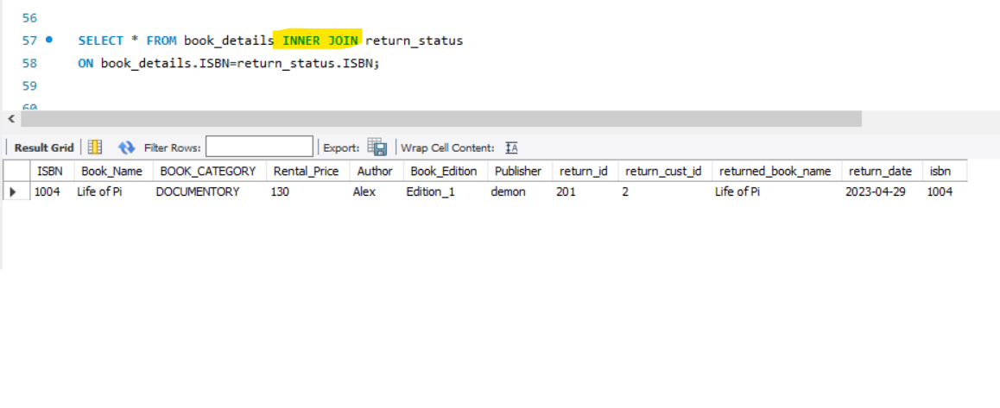 56
57 SELECT * FROM book_details INNER JOIN return_status
58 ON book_details.ISBN=return_status.ISBN;
59
60
Result Grid Filter Rows: Export: Wrap Cell Content: IA
ISBN Book_Name BOOK_CATEGORY Rental_Price Author Book_Edition Publisher return_id return_cust_id returned_book_name return_date isbn
1004 Life of Pi DOCUMENTORY 130 Alex Edition_1 demon 201 2 Life of Pi 2023-04-29 1004